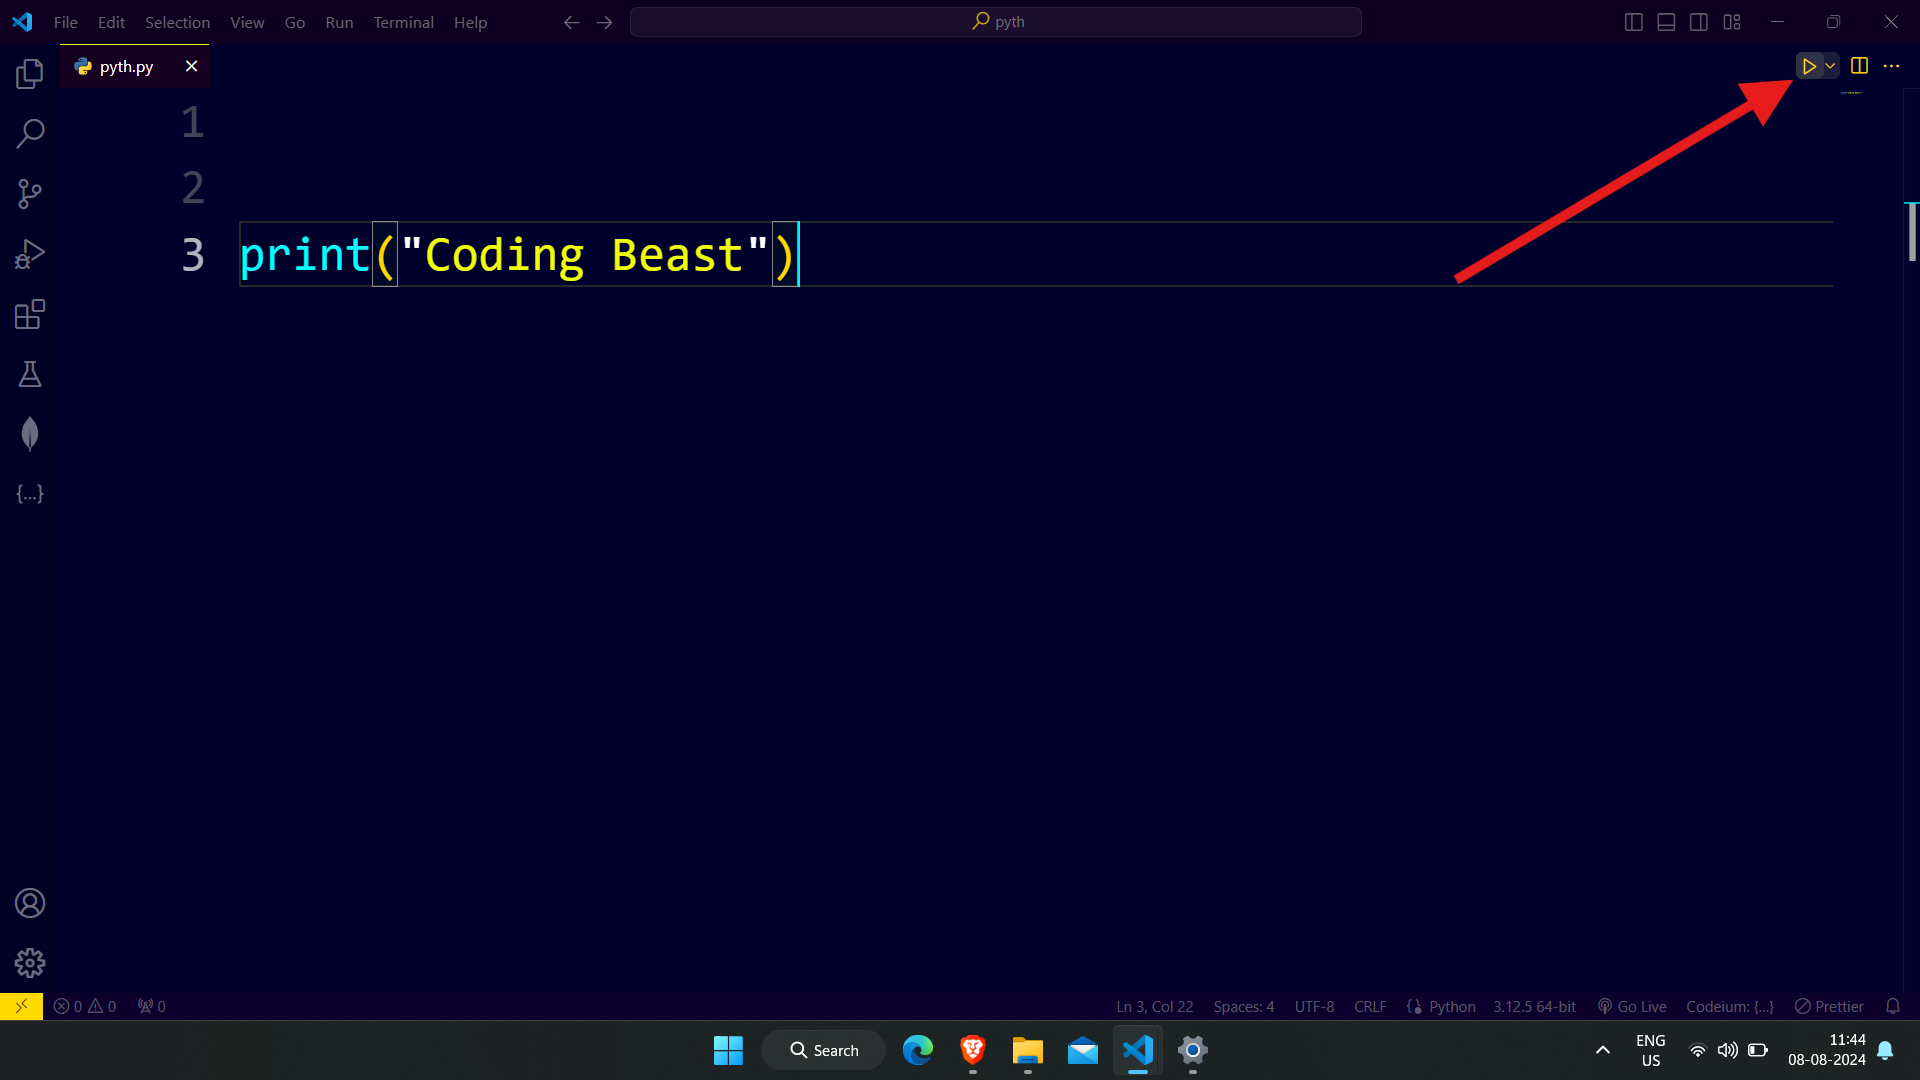 File Edit Selection View Go Run Terminal Help
pyth
pyth.py
1
2
3 print("Coding Beast")
0 0 0
Ln 3, Col 22 Spaces: 4 UTF-8 CRLF Python 3.12.5 64-bit Go Live Codeium: {...} Prettier
Search
ENG
US
11:44
08-08-2024